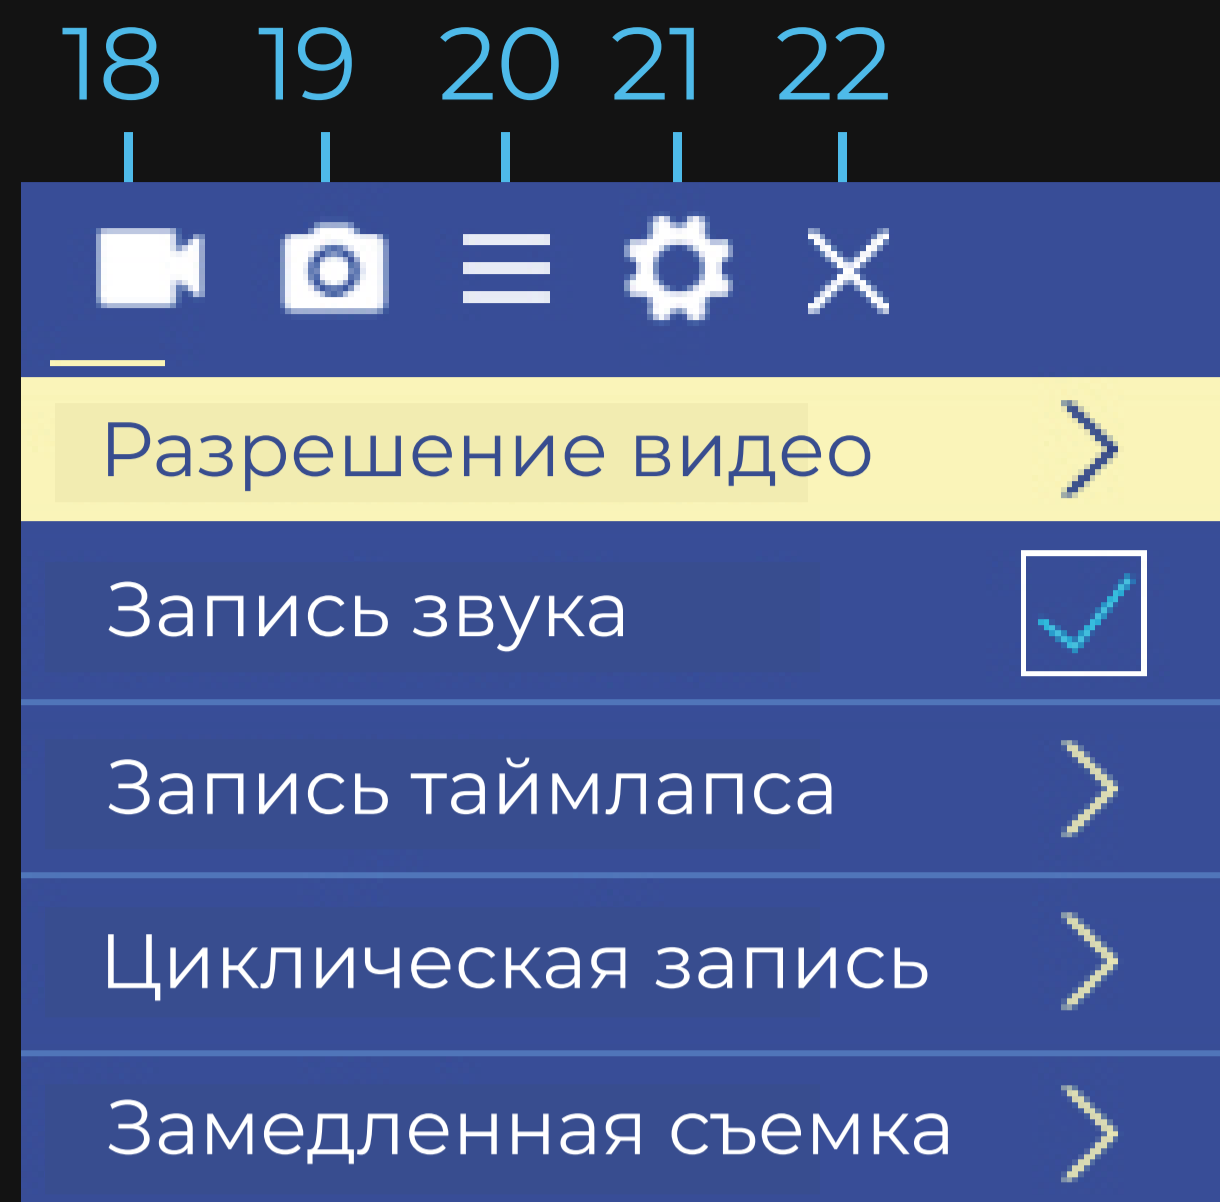 18 19 20 21 22
Разрешение видео
Запись звука
Запись таймлапса
Циклическая запись
Замедленная съемка